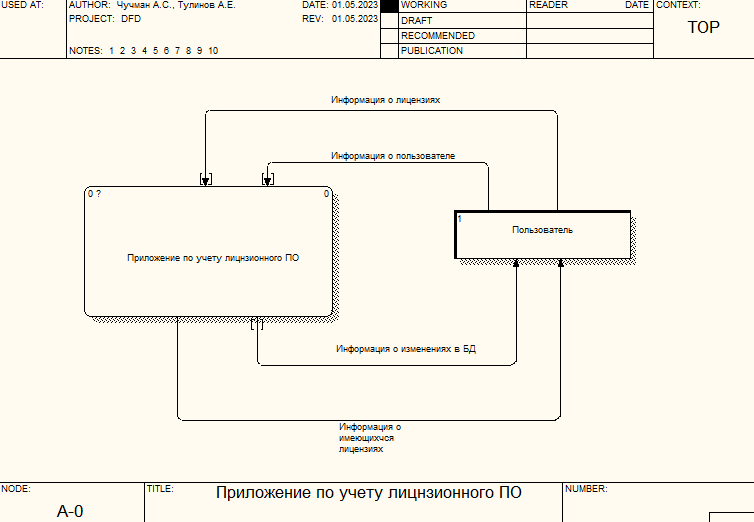 USED AT:
AUTHOR: Чучман А.С., Тулинов А.Е.
DATE: 01.05.2023
PROJECT: DFD
REV: 01.05.2023
NOTES: 1 2 3 4 5 6 7 8 9 10
WORKING
DRAFT
RECOMMENDED
PUBLICATION
READER
DATE
CONTEXT:
TOP
Информация о лицензиях
Информация о пользователе
0 ?
0
Приложение по учету лицнзионного ПО
1
Пользователь
Информация о изменениях в БД
Информация о
имеющихчся
лицензиях
NODE:
A-0
TITLE:
Приложение по учету лицнзионного ПО
NUMBER: